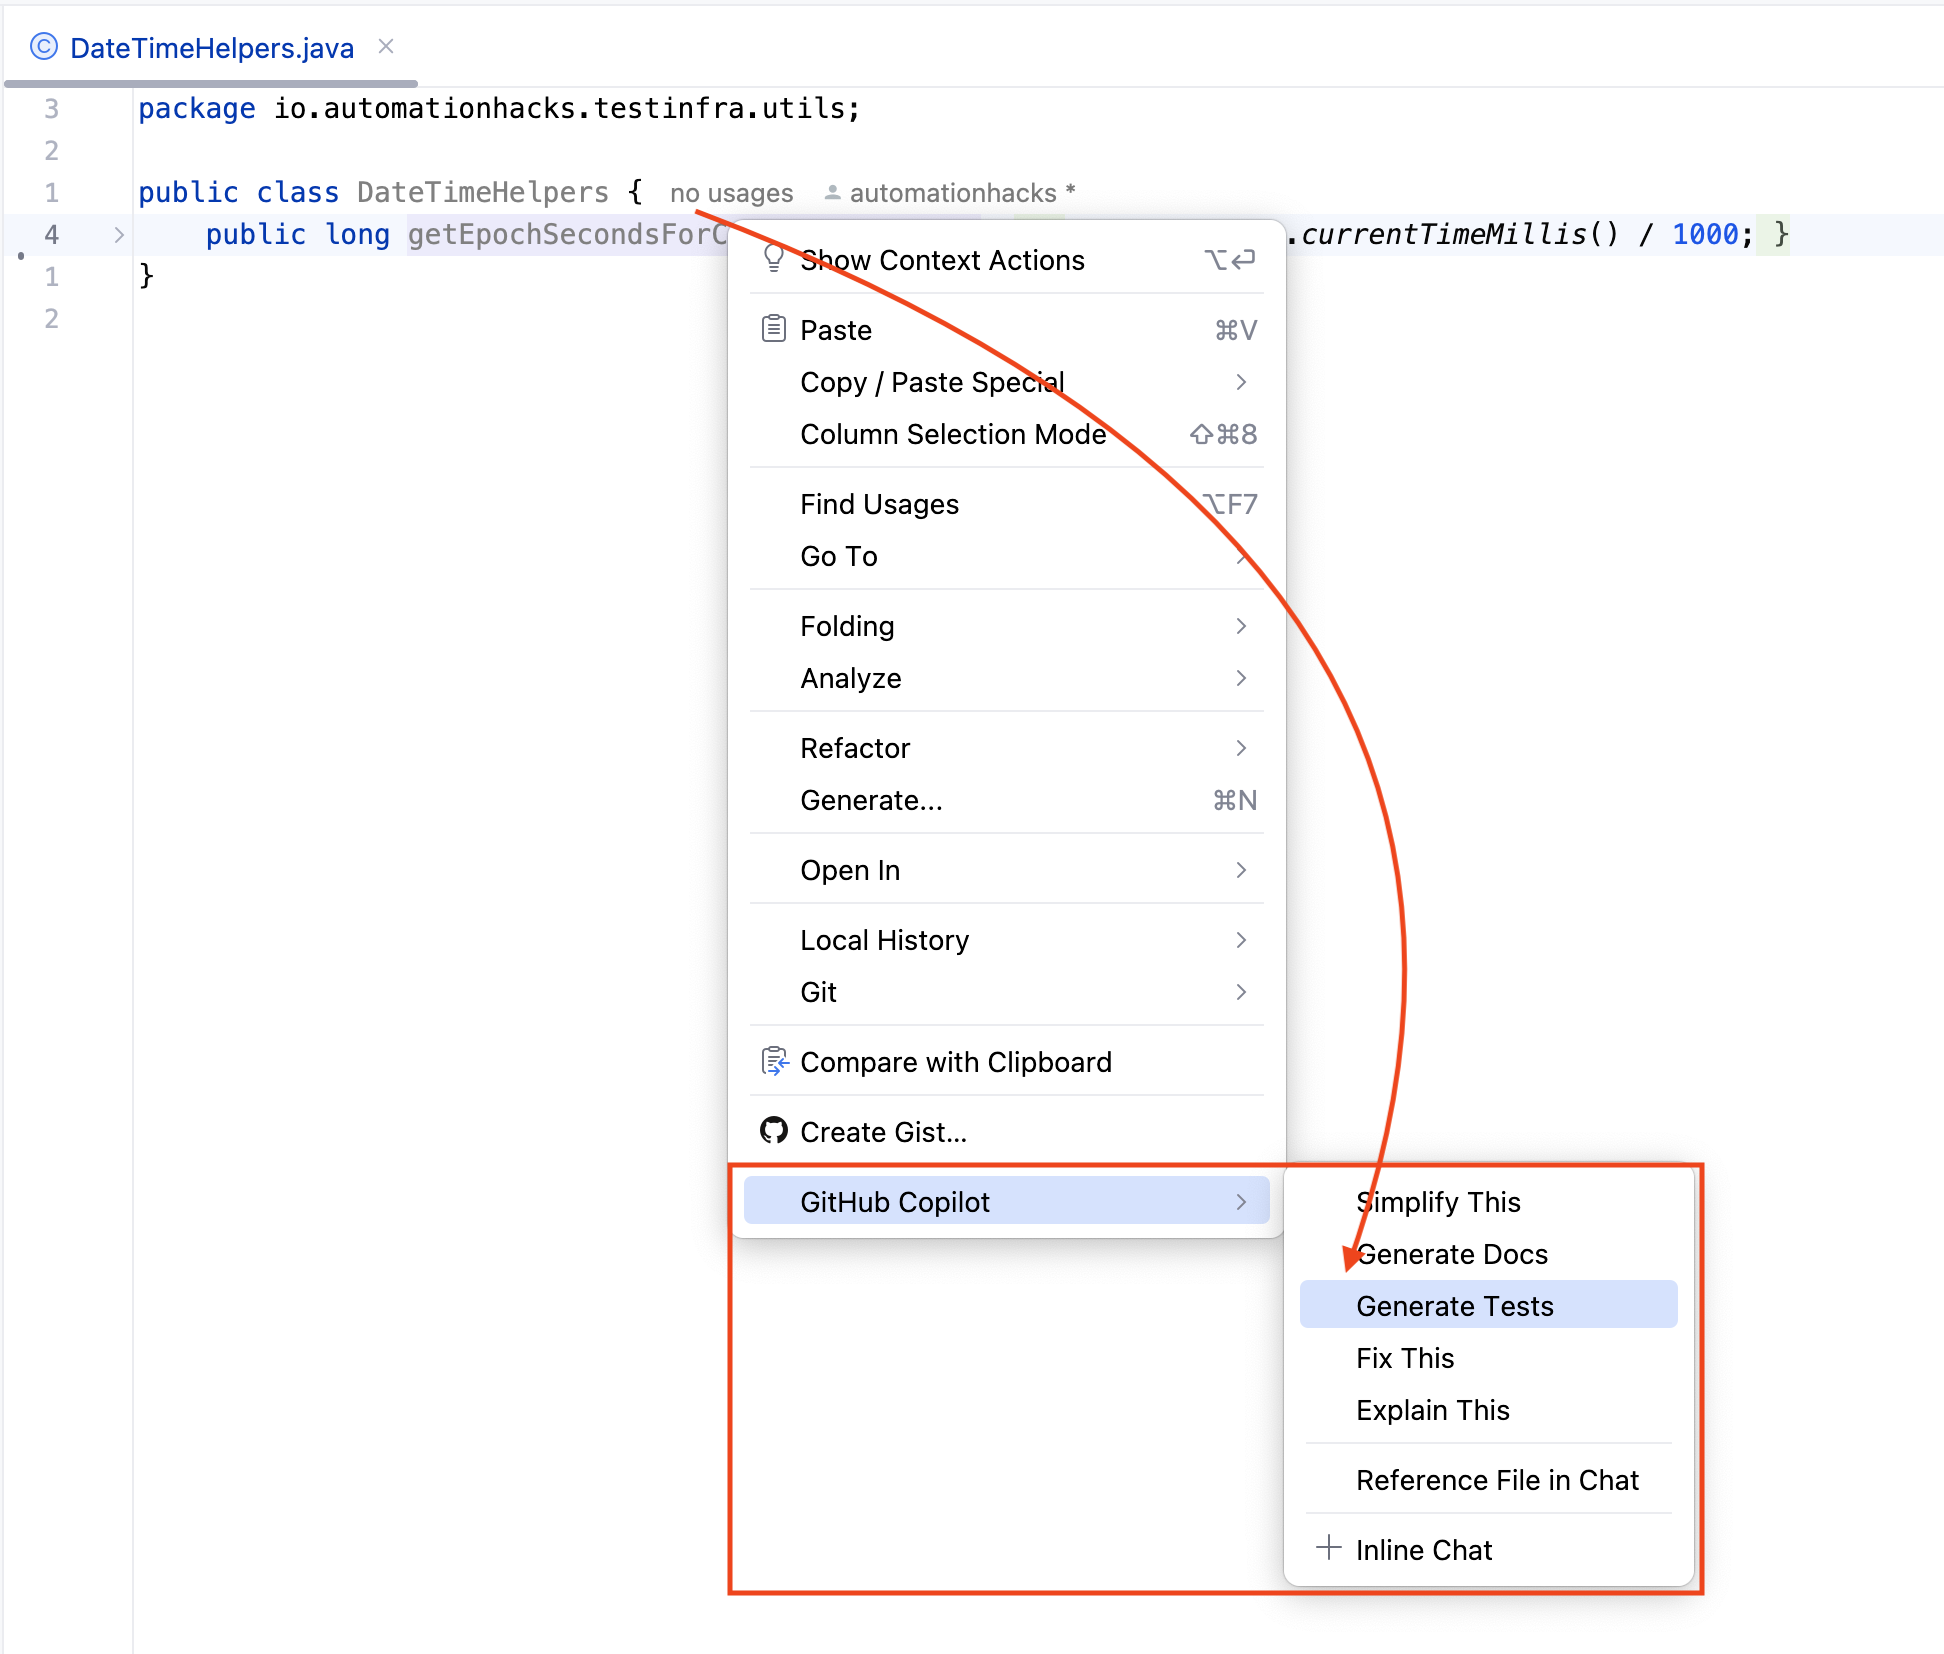 DateTimeHelpers.java
3 package io.automationhacks.testinfra.utils;
2
1 public class DateTimeHelpers { no usages automationhacks *
4 public long getEpochSecondsForC .currentTimeMillis() / 1000; }
1 }
2
Show Context Actions ⌥↩
Paste ⌘V
Copy / Paste Special
Column Selection Mode ⇧⌘8
Find Usages ⌥F7
Go To
Folding
Analyze
Refactor
Generate... ⌘N
Open In
Local History
Git
Compare with Clipboard
Create Gist...
GitHub Copilot
Simplify This
Generate Docs
Generate Tests
Fix This
Explain This
Reference File in Chat
Inline Chat